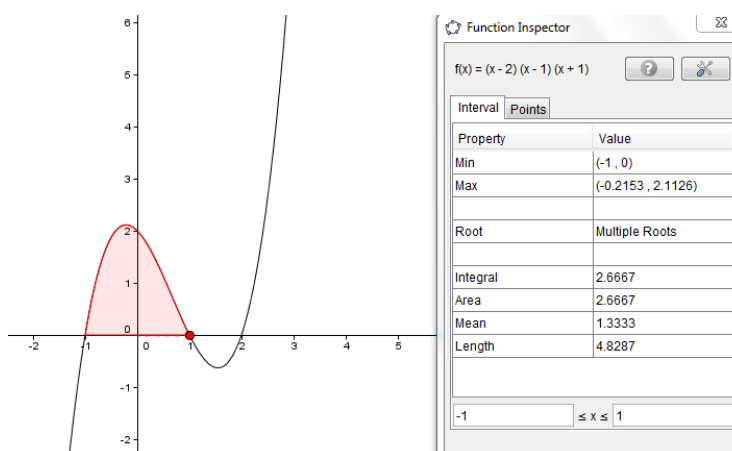 6
5
4
3
2
1
0
-1
-2
-2 -1 0 1 2 3 4 5
Function Inspector
f(x) = (x - 2) (x - 1) (x + 1)
Interval Points
Property Value
Min (-1 , 0)
Max (-0.2153 , 2.1126)
Root Multiple Roots
Integral 2.6667
Area 2.6667
Mean 1.3333
Length 4.8287
-1 ≤ x ≤ 1